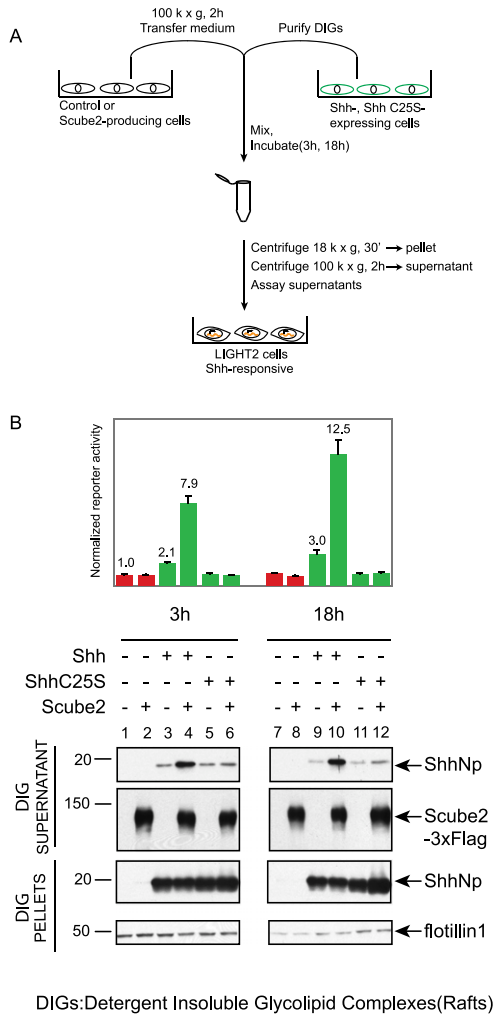 A
100 k x g, 2h
Transfer medium
Purify DIGs
Control or
Scube2-producing cells
Shh-, Shh C25S-
expressing cells
Mix,
Incubate(3h, 18h)
Centrifuge 18 k x g, 30' → pellet
Centrifuge 100 k x g, 2h → supernatant
Assay supernatants
LIGHT2 cells
Shh-responsive
B
Normalized reporter activity
1.0 2.1 7.9 3.0 12.5
3h 18h
Shh - - + + - - - - + + - -
ShhC25S - - - - + + - - - - + +
Scube2 - + - + - + - + - + - +
1 2 3 4 5 6 7 8 9 10 11 12
DIG
SUPERNATANT
20 ShhNp
150 Scube2
-3xFlag
DIG
PELLETS
20 ShhNp
50 flotillin1
DIGs:Detergent Insoluble Glycolipid Complexes(Rafts)